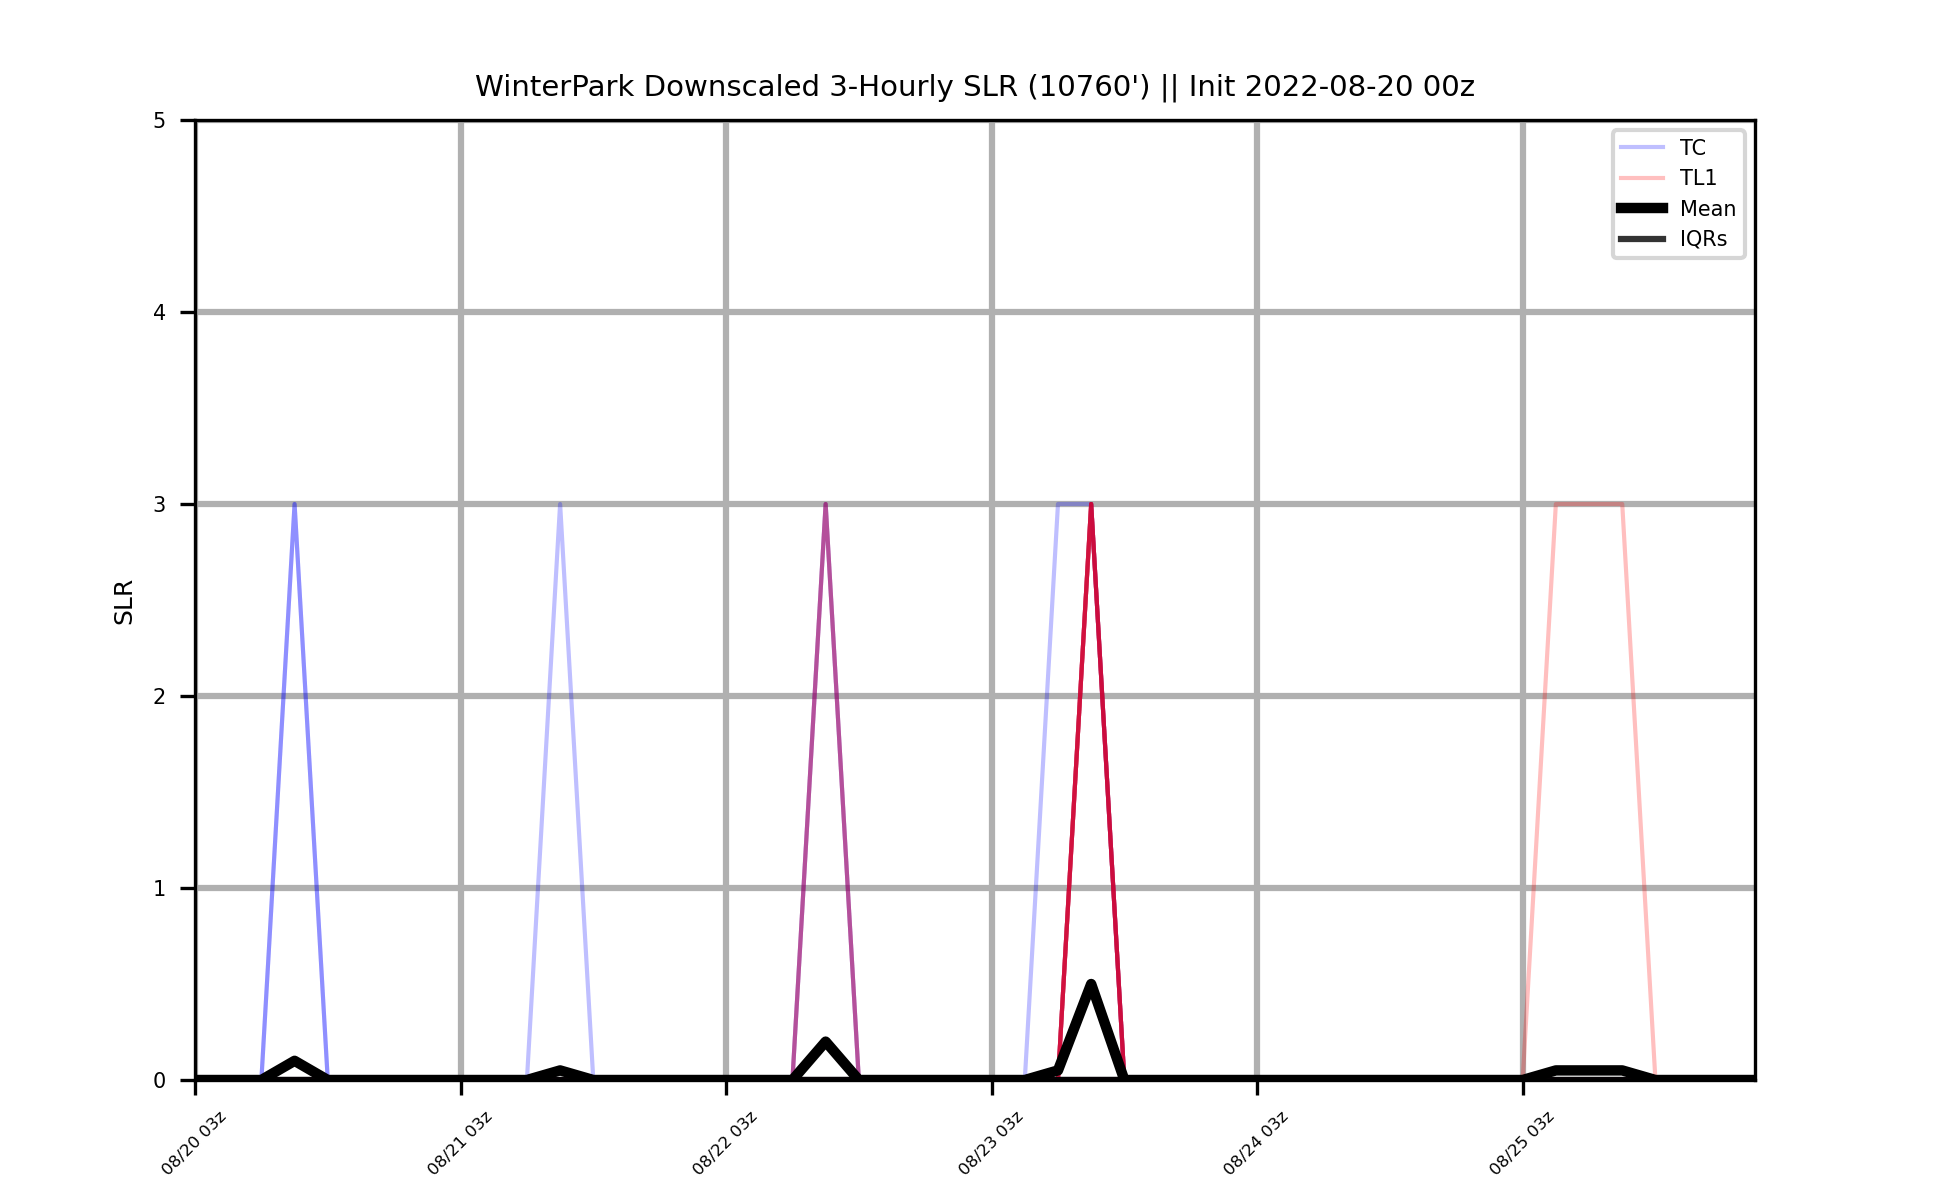 WinterPark Downscaled 3-Hourly SLR (10760') || Init 2022-08-20 00z
5
4
3
2
1
0
SLR
TC
TL1
Mean
IQRs
08/20 03z
08/21 03z
08/22 03z
08/23 03z
08/24 03z
08/25 03z